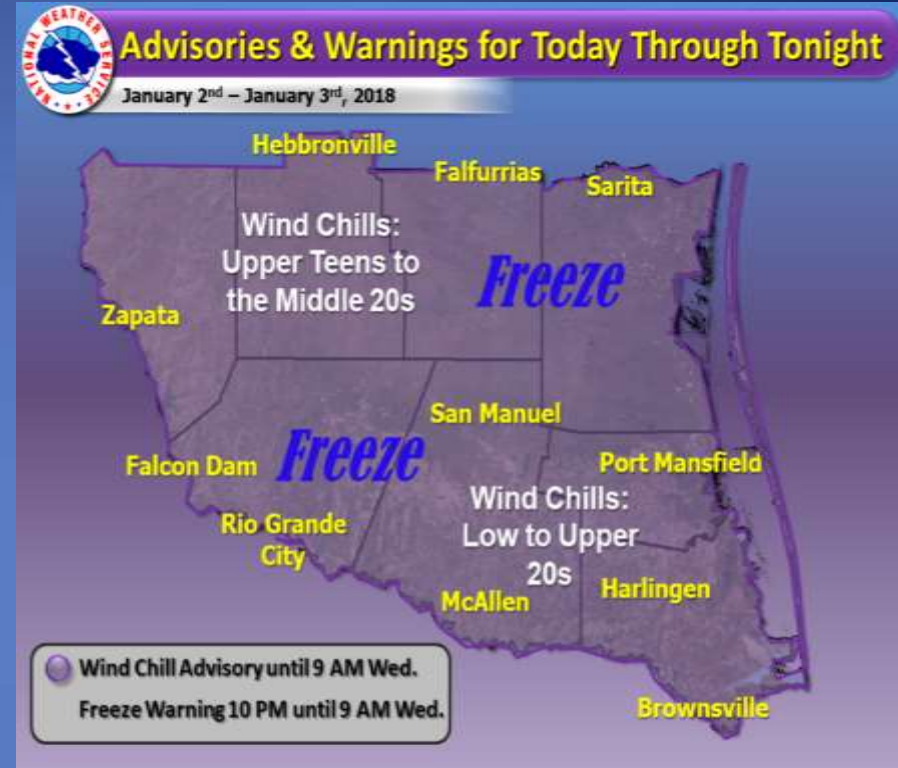 NATIONAL WEATHER SERVICE
Advisories & Warnings for Today Through Tonight
January 2nd – January 3rd, 2018
Hebbronville
Falfurrias
Sarita
Wind Chills:
Upper Teens to
the Middle 20s
Freeze
Zapata
San Manuel
Freeze
Falcon Dam
Port Mansfield
Wind Chills:
Low to Upper
20s
Rio Grande
City
McAllen
Harlingen
Wind Chill Advisory until 9 AM Wed.
Freeze Warning 10 PM until 9 AM Wed.
Brownsville